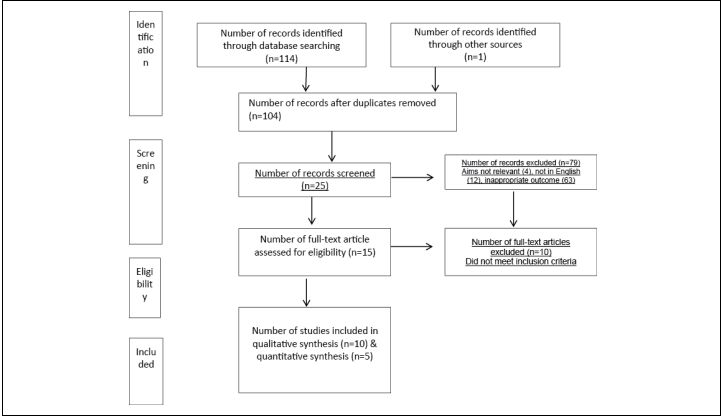 Iden
tific
atio
n
Number of records identified
through database searching
(n=114)
Number of records identified
through other sources
(n=1)
Number of records after duplicates removed
(n=104)
Scre
enin
g
Number of records screened
(n=25)
Number of records excluded (n=79)
Aims not relevant (4), not in English
(12), inappropriate outcome (63)
Number of full-text article
assessed for eligibility (n=15)
Number of full-text articles
excluded (n=10)
Did not meet inclusion criteria
Eligi
bilit
y
Number of studies included in
qualitative synthesis (n=10) &
quantitative synthesis (n=5)
Inclu
ded